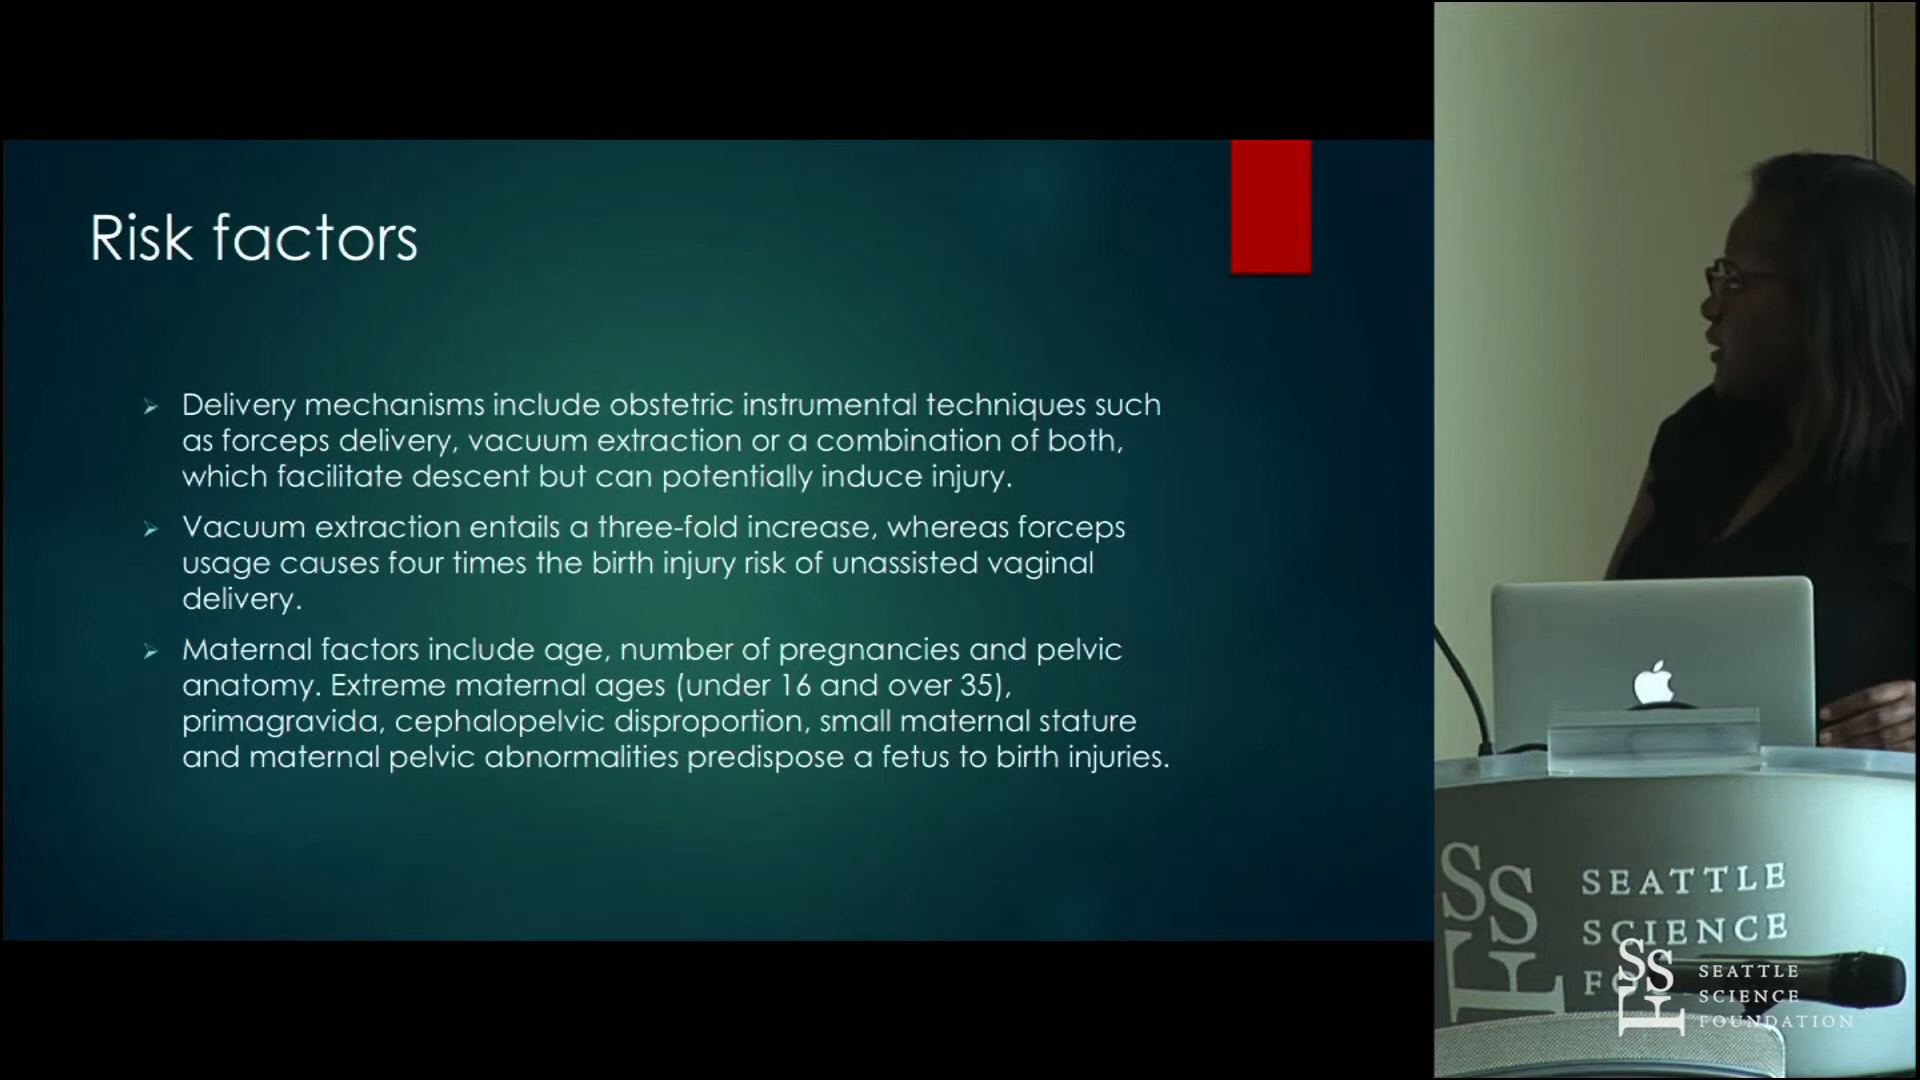 Risk factors
Delivery mechanisms include obstetric instrumental techniques such
as forceps delivery, vacuum extraction or a combination of both,
which facilitate descent but can potentially induce injury.
Vacuum extraction entails a three-fold increase, whereas forceps
usage causes four times the birth injury risk of unassisted vaginal
delivery.
Maternal factors include age, number of pregnancies and pelvic
anatomy. Extreme maternal ages (under 16 and over 35),
primagravida, cephalopelvic disproportion, small maternal stature
and maternal pelvic abnormalities predispose a fetus to birth injuries.
SSF
SEATTLE
SCIENCE
SSF
SEATTLE
SCIENCE
FOUNDATION